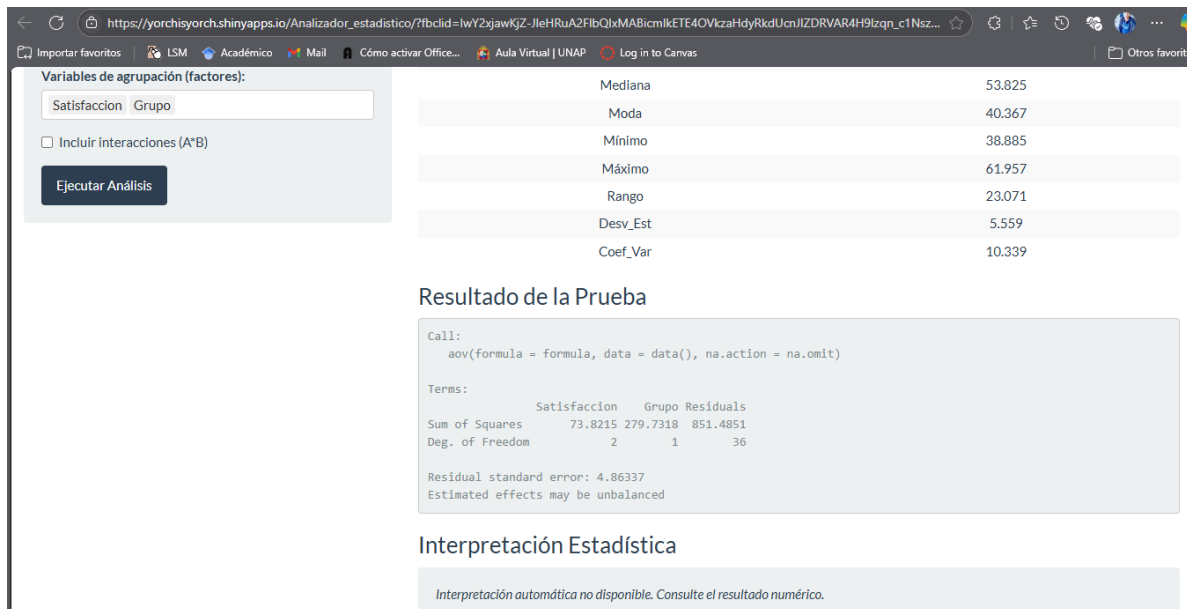 https://yorchisyorch.shinyapps.io/Analizador_estadistico/?fbclid=IwY2xjawKjZ-JleHRuA2FlbQIxMABicmlkETE4OVkzaHdyRkdUcnJIZDRVAR4H9Izqn_c1Nsz...
Importar favoritos LSM Académico Mail Cómo activar Office... Aula Virtual | UNAP Log in to Canvas Otros favorit
Variables de agrupación (factores):
Satisfaccion Grupo
Incluir interacciones (A*B)
Ejecutar Análisis
Mediana 53.825
Moda 40.367
Mínimo 38.885
Máximo 61.957
Rango 23.071
Desv_Est 5.559
Coef_Var 10.339
Resultado de la Prueba
Call:
aov(formula = formula, data = data(), na.action = na.omit)
Terms:
Satisfaccion Grupo Residuals
Sum of Squares 73.8215 279.7318 851.4851
Deg. of Freedom 2 1 36
Residual standard error: 4.86337
Estimated effects may be unbalanced
Interpretación Estadística
Interpretación automática no disponible. Consulte el resultado numérico.